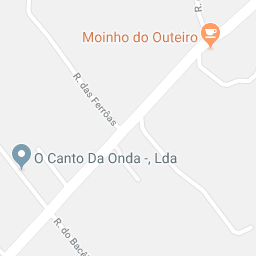 R.
Moinho do Outeiro
R. das Ferrôas
O Canto Da Onda -, Lda
R. do Bacê